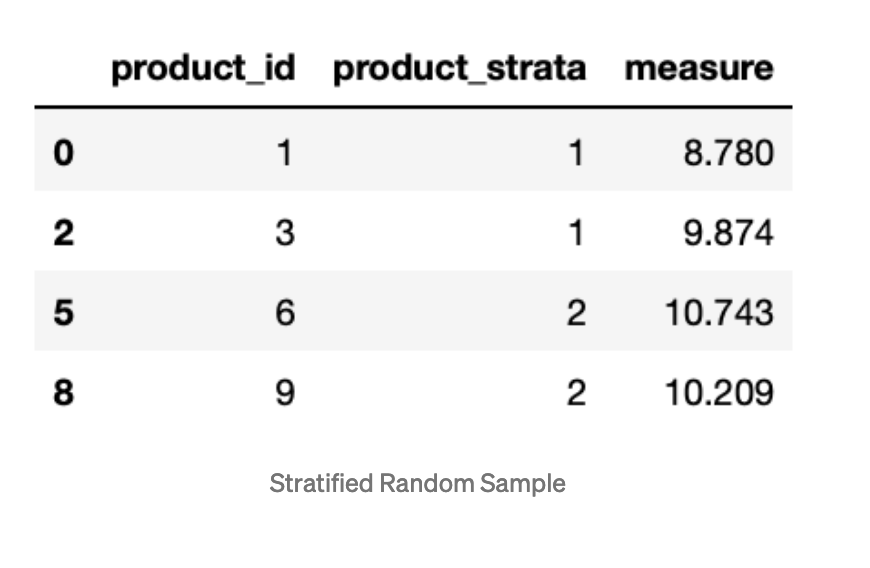 product_id product_strata measure
0 1 1 8.780
2 3 1 9.874
5 6 2 10.743
8 9 2 10.209
Stratified Random Sample